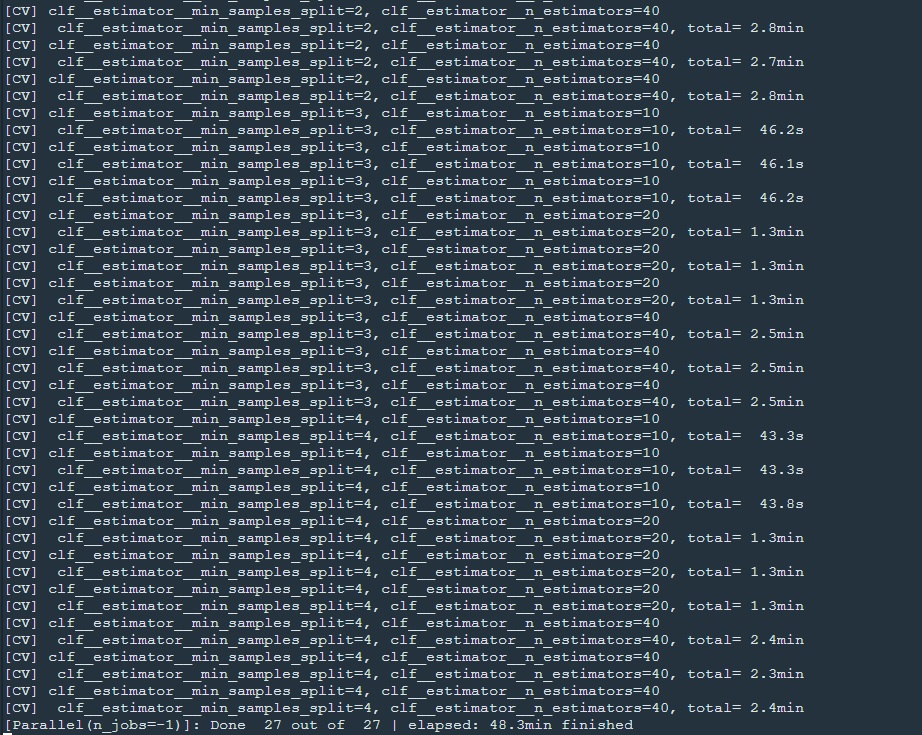 [CV] clf__estimator__min_samples_split=2, clf__estimator__n_estimators=40
[CV]  clf__estimator__min_samples_split=2, clf__estimator__n_estimators=40, total= 2.8min
[CV] clf__estimator__min_samples_split=2, clf__estimator__n_estimators=40
[CV]  clf__estimator__min_samples_split=2, clf__estimator__n_estimators=40, total= 2.7min
[CV] clf__estimator__min_samples_split=2, clf__estimator__n_estimators=40
[CV]  clf__estimator__min_samples_split=2, clf__estimator__n_estimators=40, total= 2.8min
[CV] clf__estimator__min_samples_split=3, clf__estimator__n_estimators=10
[CV]  clf__estimator__min_samples_split=3, clf__estimator__n_estimators=10, total=  46.2s
[CV] clf__estimator__min_samples_split=3, clf__estimator__n_estimators=10
[CV]  clf__estimator__min_samples_split=3, clf__estimator__n_estimators=10, total=  46.1s
[CV] clf__estimator__min_samples_split=3, clf__estimator__n_estimators=10
[CV]  clf__estimator__min_samples_split=3, clf__estimator__n_estimators=10, total=  46.2s
[CV] clf__estimator__min_samples_split=3, clf__estimator__n_estimators=20
[CV]  clf__estimator__min_samples_split=3, clf__estimator__n_estimators=20, total= 1.3min
[CV] clf__estimator__min_samples_split=3, clf__estimator__n_estimators=20
[CV]  clf__estimator__min_samples_split=3, clf__estimator__n_estimators=20, total= 1.3min
[CV] clf__estimator__min_samples_split=3, clf__estimator__n_estimators=20
[CV]  clf__estimator__min_samples_split=3, clf__estimator__n_estimators=20, total= 1.3min
[CV] clf__estimator__min_samples_split=3, clf__estimator__n_estimators=40
[CV]  clf__estimator__min_samples_split=3, clf__estimator__n_estimators=40, total= 2.5min
[CV] clf__estimator__min_samples_split=3, clf__estimator__n_estimators=40
[CV]  clf__estimator__min_samples_split=3, clf__estimator__n_estimators=40, total= 2.5min
[CV] clf__estimator__min_samples_split=3, clf__estimator__n_estimators=40
[CV]  clf__estimator__min_samples_split=3, clf__estimator__n_estimators=40, total= 2.5min
[CV] clf__estimator__min_samples_split=4, clf__estimator__n_estimators=10
[CV]  clf__estimator__min_samples_split=4, clf__estimator__n_estimators=10, total=  43.3s
[CV] clf__estimator__min_samples_split=4, clf__estimator__n_estimators=10
[CV]  clf__estimator__min_samples_split=4, clf__estimator__n_estimators=10, total=  43.3s
[CV] clf__estimator__min_samples_split=4, clf__estimator__n_estimators=10
[CV]  clf__estimator__min_samples_split=4, clf__estimator__n_estimators=10, total=  43.8s
[CV] clf__estimator__min_samples_split=4, clf__estimator__n_estimators=20
[CV]  clf__estimator__min_samples_split=4, clf__estimator__n_estimators=20, total= 1.3min
[CV] clf__estimator__min_samples_split=4, clf__estimator__n_estimators=20
[CV]  clf__estimator__min_samples_split=4, clf__estimator__n_estimators=20, total= 1.3min
[CV] clf__estimator__min_samples_split=4, clf__estimator__n_estimators=20
[CV]  clf__estimator__min_samples_split=4, clf__estimator__n_estimators=20, total= 1.3min
[CV] clf__estimator__min_samples_split=4, clf__estimator__n_estimators=40
[CV]  clf__estimator__min_samples_split=4, clf__estimator__n_estimators=40, total= 2.4min
[CV] clf__estimator__min_samples_split=4, clf__estimator__n_estimators=40
[CV]  clf__estimator__min_samples_split=4, clf__estimator__n_estimators=40, total= 2.3min
[CV] clf__estimator__min_samples_split=4, clf__estimator__n_estimators=40
[CV]  clf__estimator__min_samples_split=4, clf__estimator__n_estimators=40, total= 2.4min
[Parallel(n_jobs=-1)]: Done  27 out of  27 | elapsed: 48.3min finished